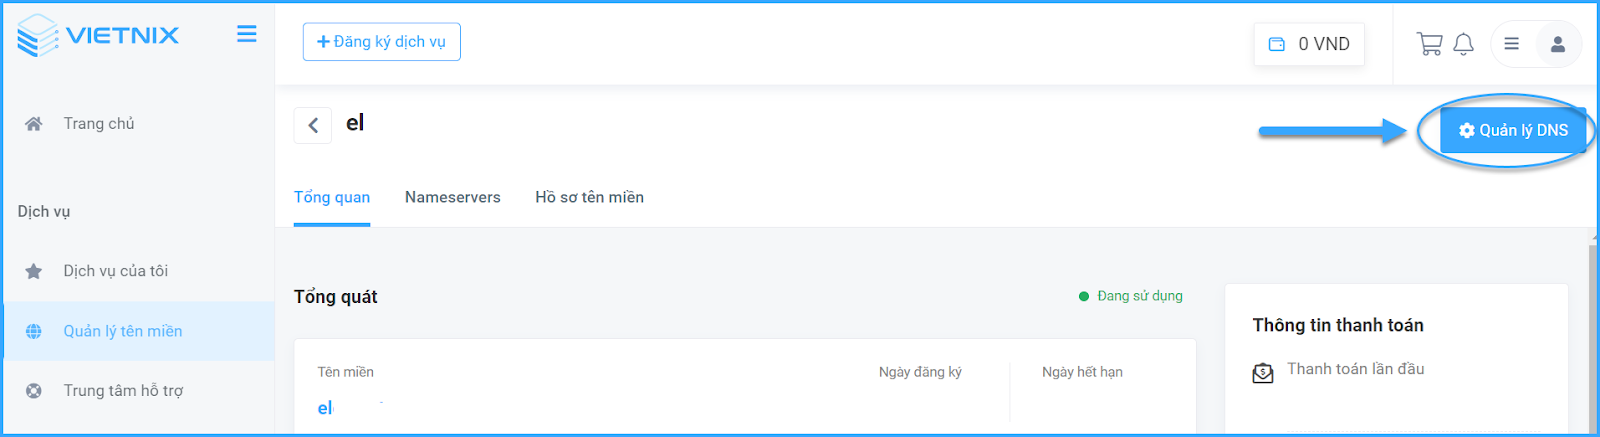 VIETNIX
Đăng ký dịch vụ
0 VND
Trang chủ
el
Quản lý DNS
Tổng quan
Nameservers
Hồ sơ tên miền
Dịch vụ
Dịch vụ của tôi
Quản lý tên miền
Trung tâm hỗ trợ
Tổng quát
Đang sử dụng
Tên miền
Ngày đăng ký
Ngày hết hạn
el
Thông tin thanh toán
Thanh toán lần đầu